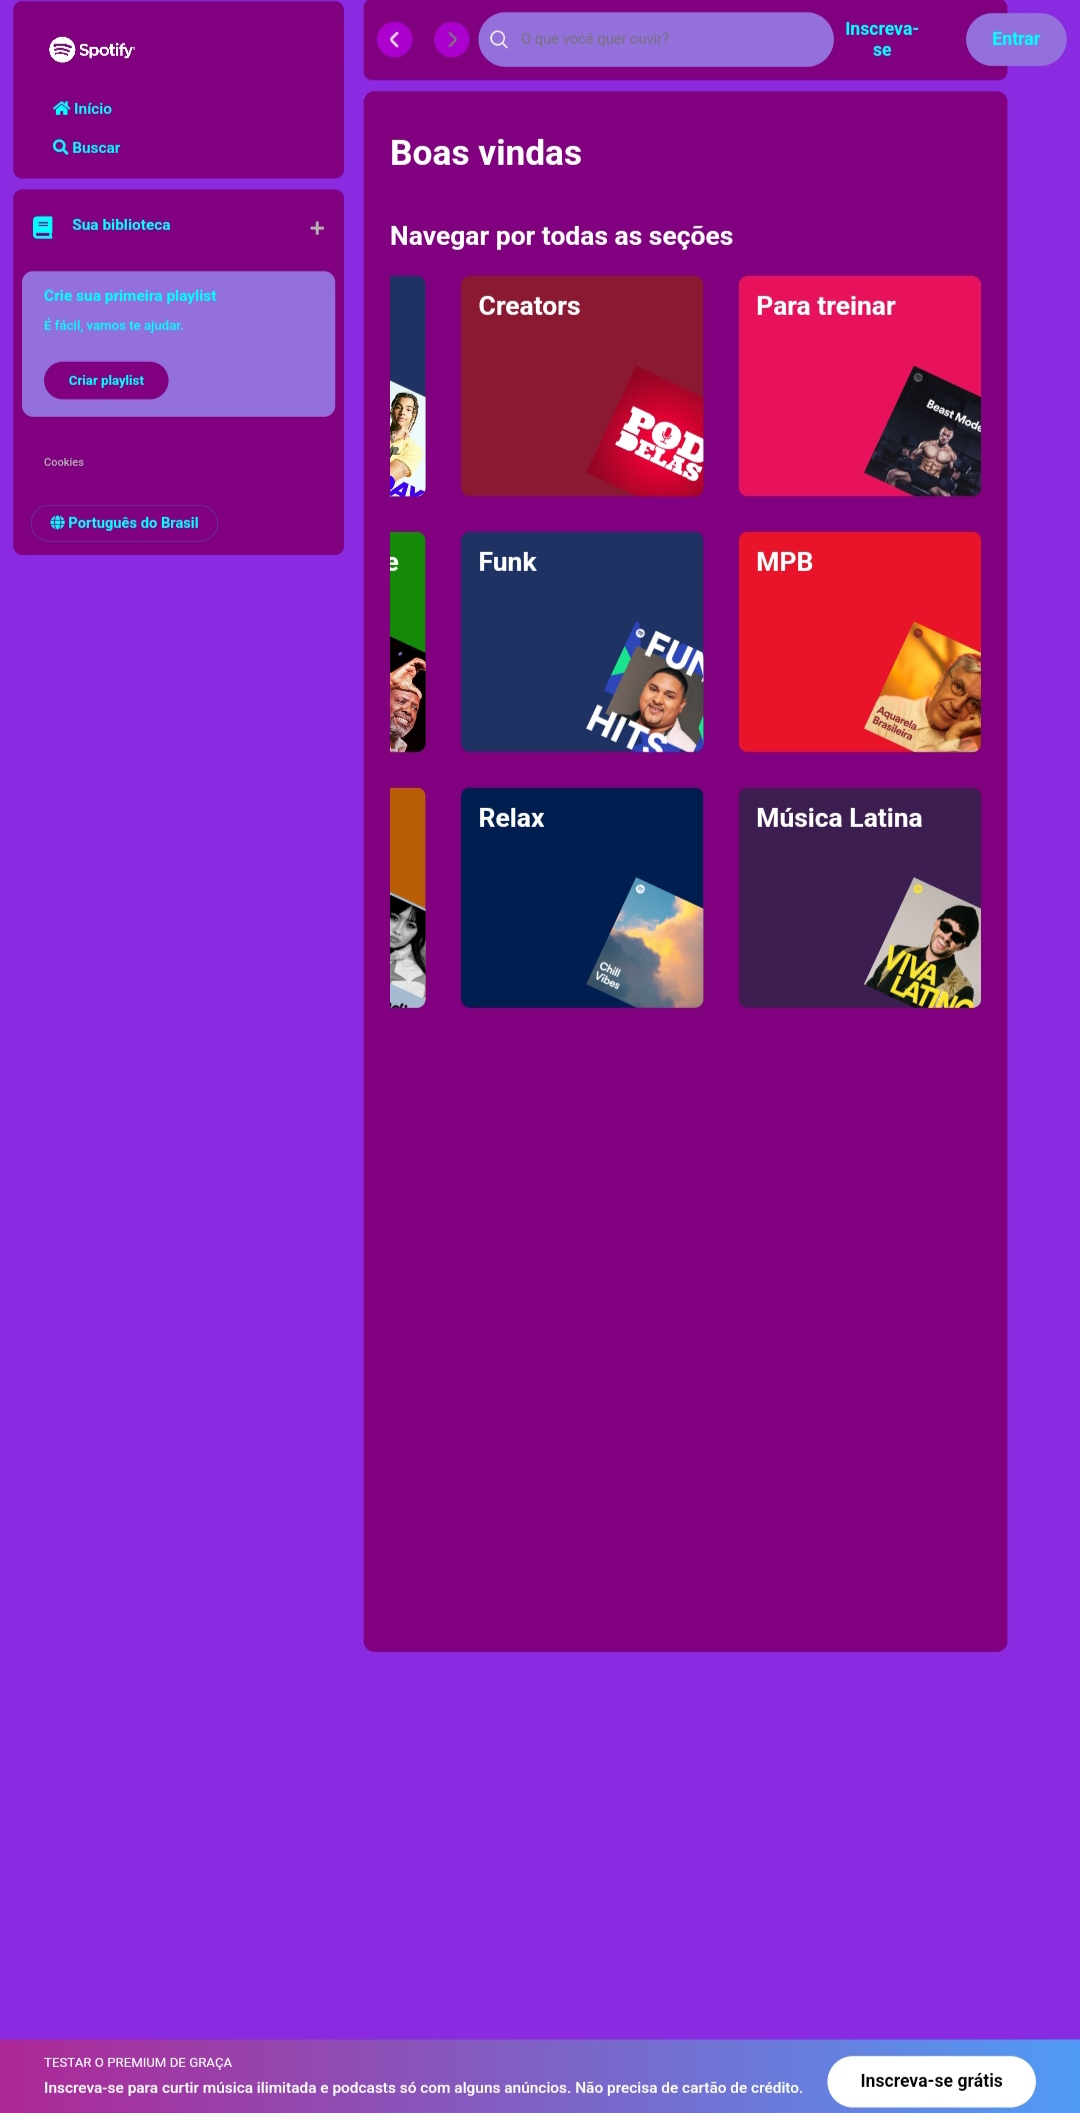 Spotify
Início
Buscar
Sua biblioteca
Crie sua primeira playlist
É fácil, vamos te ajudar.
Criar playlist
Cookies
Português do Brasil
O que você quer ouvir?
Inscreva-
se
Entrar
Boas vindas
Navegar por todas as seções
Creators
POD
DELAS
Para treinar
Beast Mode
e
Funk
FUN
HITS
MPB
Aquarela
Brasileira
Relax
Chill
Vibes
Música Latina
VIVA
LATINO
TESTAR O PREMIUM DE GRAÇA
Inscreva-se para curtir música ilimitada e podcasts só com alguns anúncios. Não precisa de cartão de crédito.
Inscreva-se grátis